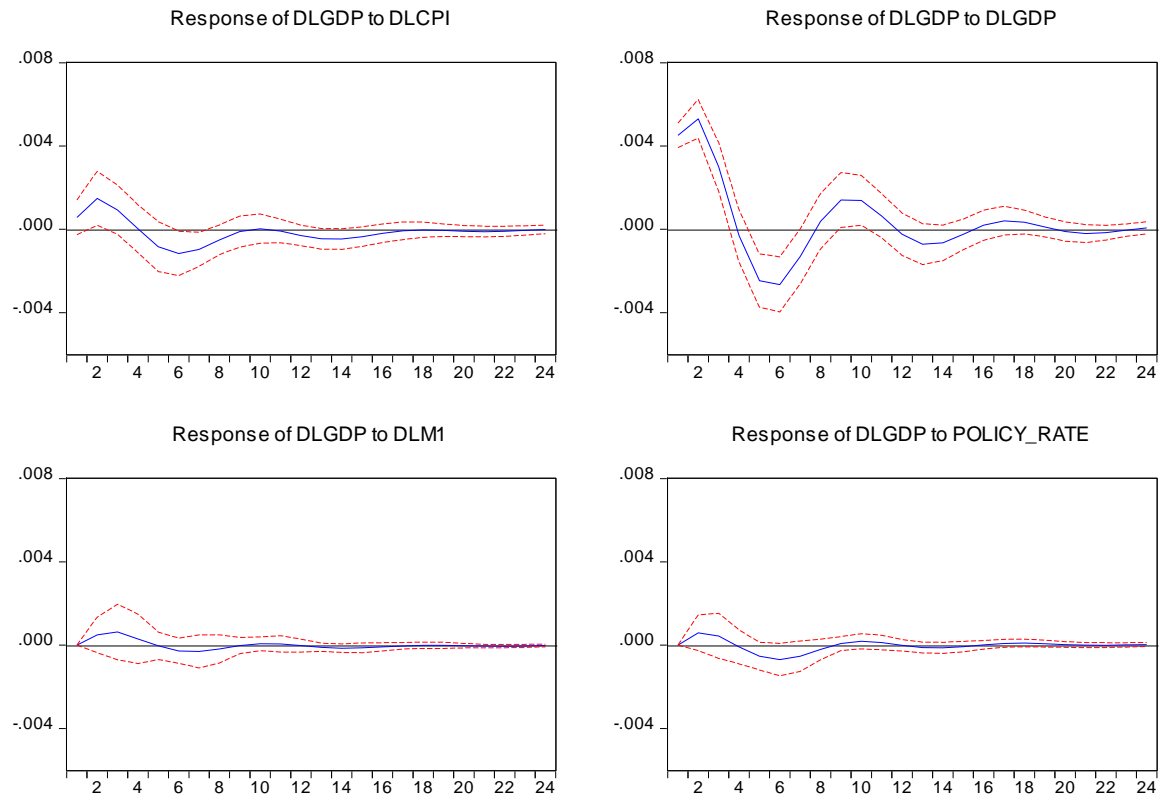 Response of DLGDP to DLCPI
.008
.004
.000
-.004
2 4 6 8 10 12 14 16 18 20 22 24
Response of DLGDP to DLGDP
.008
.004
.000
-.004
2 4 6 8 10 12 14 16 18 20 22 24
Response of DLGDP to DLM1
.008
.004
.000
-.004
2 4 6 8 10 12 14 16 18 20 22 24
Response of DLGDP to POLICY_RATE
.008
.004
.000
-.004
2 4 6 8 10 12 14 16 18 20 22 24